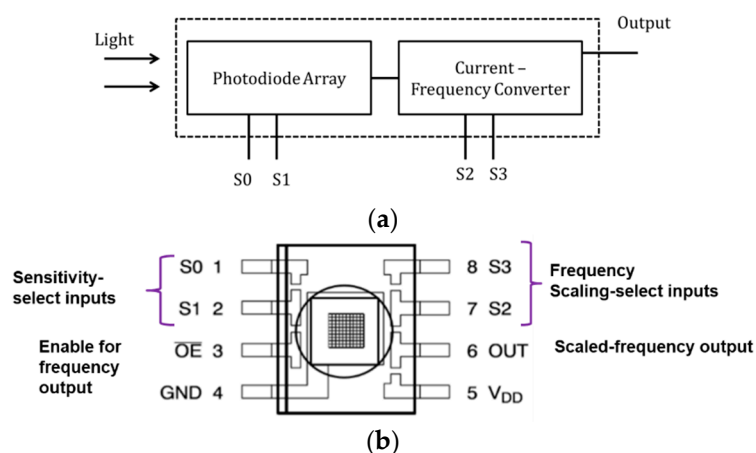 Light
Output
Photodiode Array
Current –
Frequency Converter
S0
S1
S2
S3
(a)
Sensitivity-
select inputs
S0 1
S1 2
Enable for
frequency
output
O̅E̅ 3
GND 4
8 S3
7 S2
Frequency
Scaling-select inputs
6 OUT
Scaled-frequency output
5 VDD
(b)